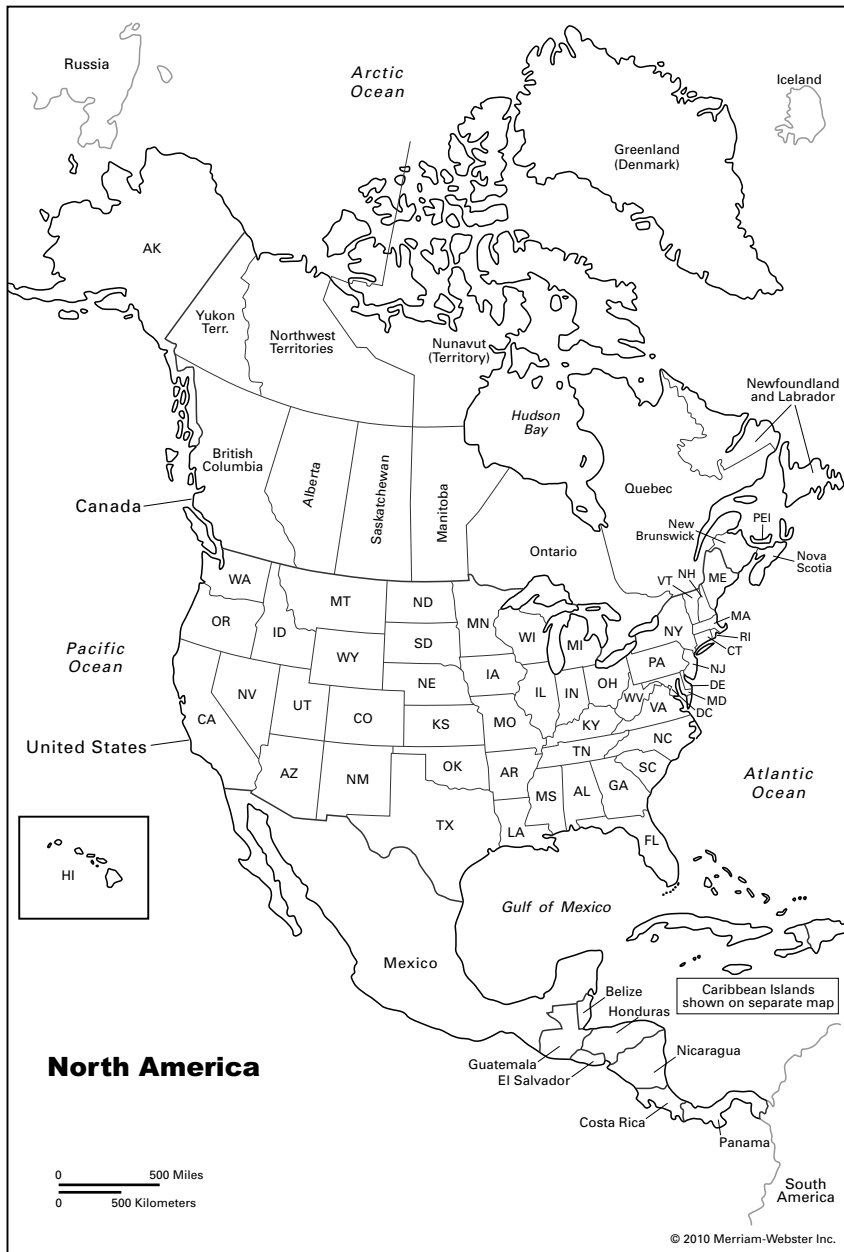 Russia
Arctic
Ocean
Iceland
Greenland
(Denmark)
AK
Yukon
Terr.
Northwest
Territories
Nunavut
(Territory)
Hudson
Bay
Newfoundland
and Labrador
British
Columbia
Alberta
Saskatchewan
Manitoba
Quebec
Canada
Ontario
New
Brunswick
PEI
Nova
Scotia
WA
MT
ND
MN
VT
NH
ME
OR
ID
SD
WI
MI
NY
MA
RI
CT
Pacific
Ocean
WY
IA
PA
NJ
NV
UT
NE
IL
IN
OH
DE
MD
DC
CA
CO
KS
MO
WV
VA
KY
United States
AZ
NM
OK
AR
TN
NC
SC
Atlantic
Ocean
TX
MS
AL
GA
LA
FL
HI
Gulf of Mexico
Mexico
Caribbean Islands
shown on separate map
Belize
Honduras
Guatemala
El Salvador
Nicaragua
North America
Costa Rica
Panama
0 500 Miles
0 500 Kilometers
South
America
© 2010 Merriam-Webster Inc.